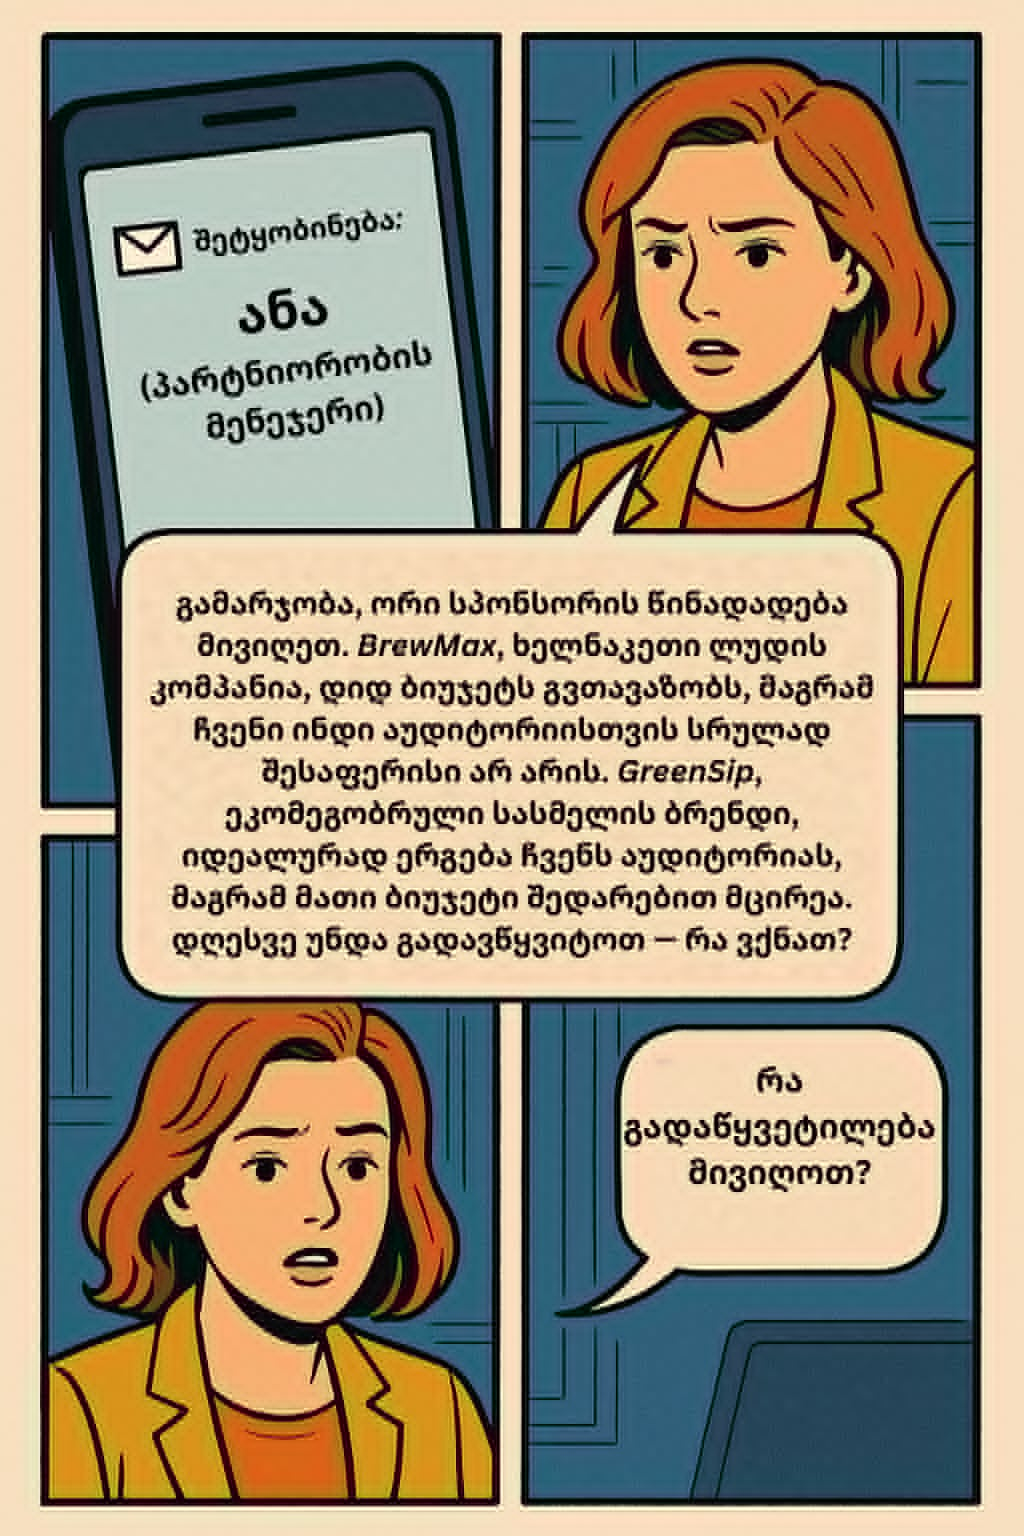 შეტყობინება:
ანა
(პარტნიორობის
მენეჯერი)
გამარჯობა, ორი სპონსორის წინადადება
მივიღეთ. BrewMax, ხელნაკეთი ლუდის
კომპანია, დიდ ბიუჯეტს გვთავაზობს, მაგრამ
ჩვენი ინდი აუდიტორიისთვის სრულად
შესაფერისი არ არის. GreenSip,
ეკომეგობრული სასმელის ბრენდი,
იდეალურად ერგება ჩვენს აუდიტორიას,
მაგრამ მათი ბიუჯეტი შედარებით მცირეა.
დღესვე უნდა გადავწყვიტოთ — რა ვქნათ?
რა
გადაწყვეტილება
მივიღოთ?